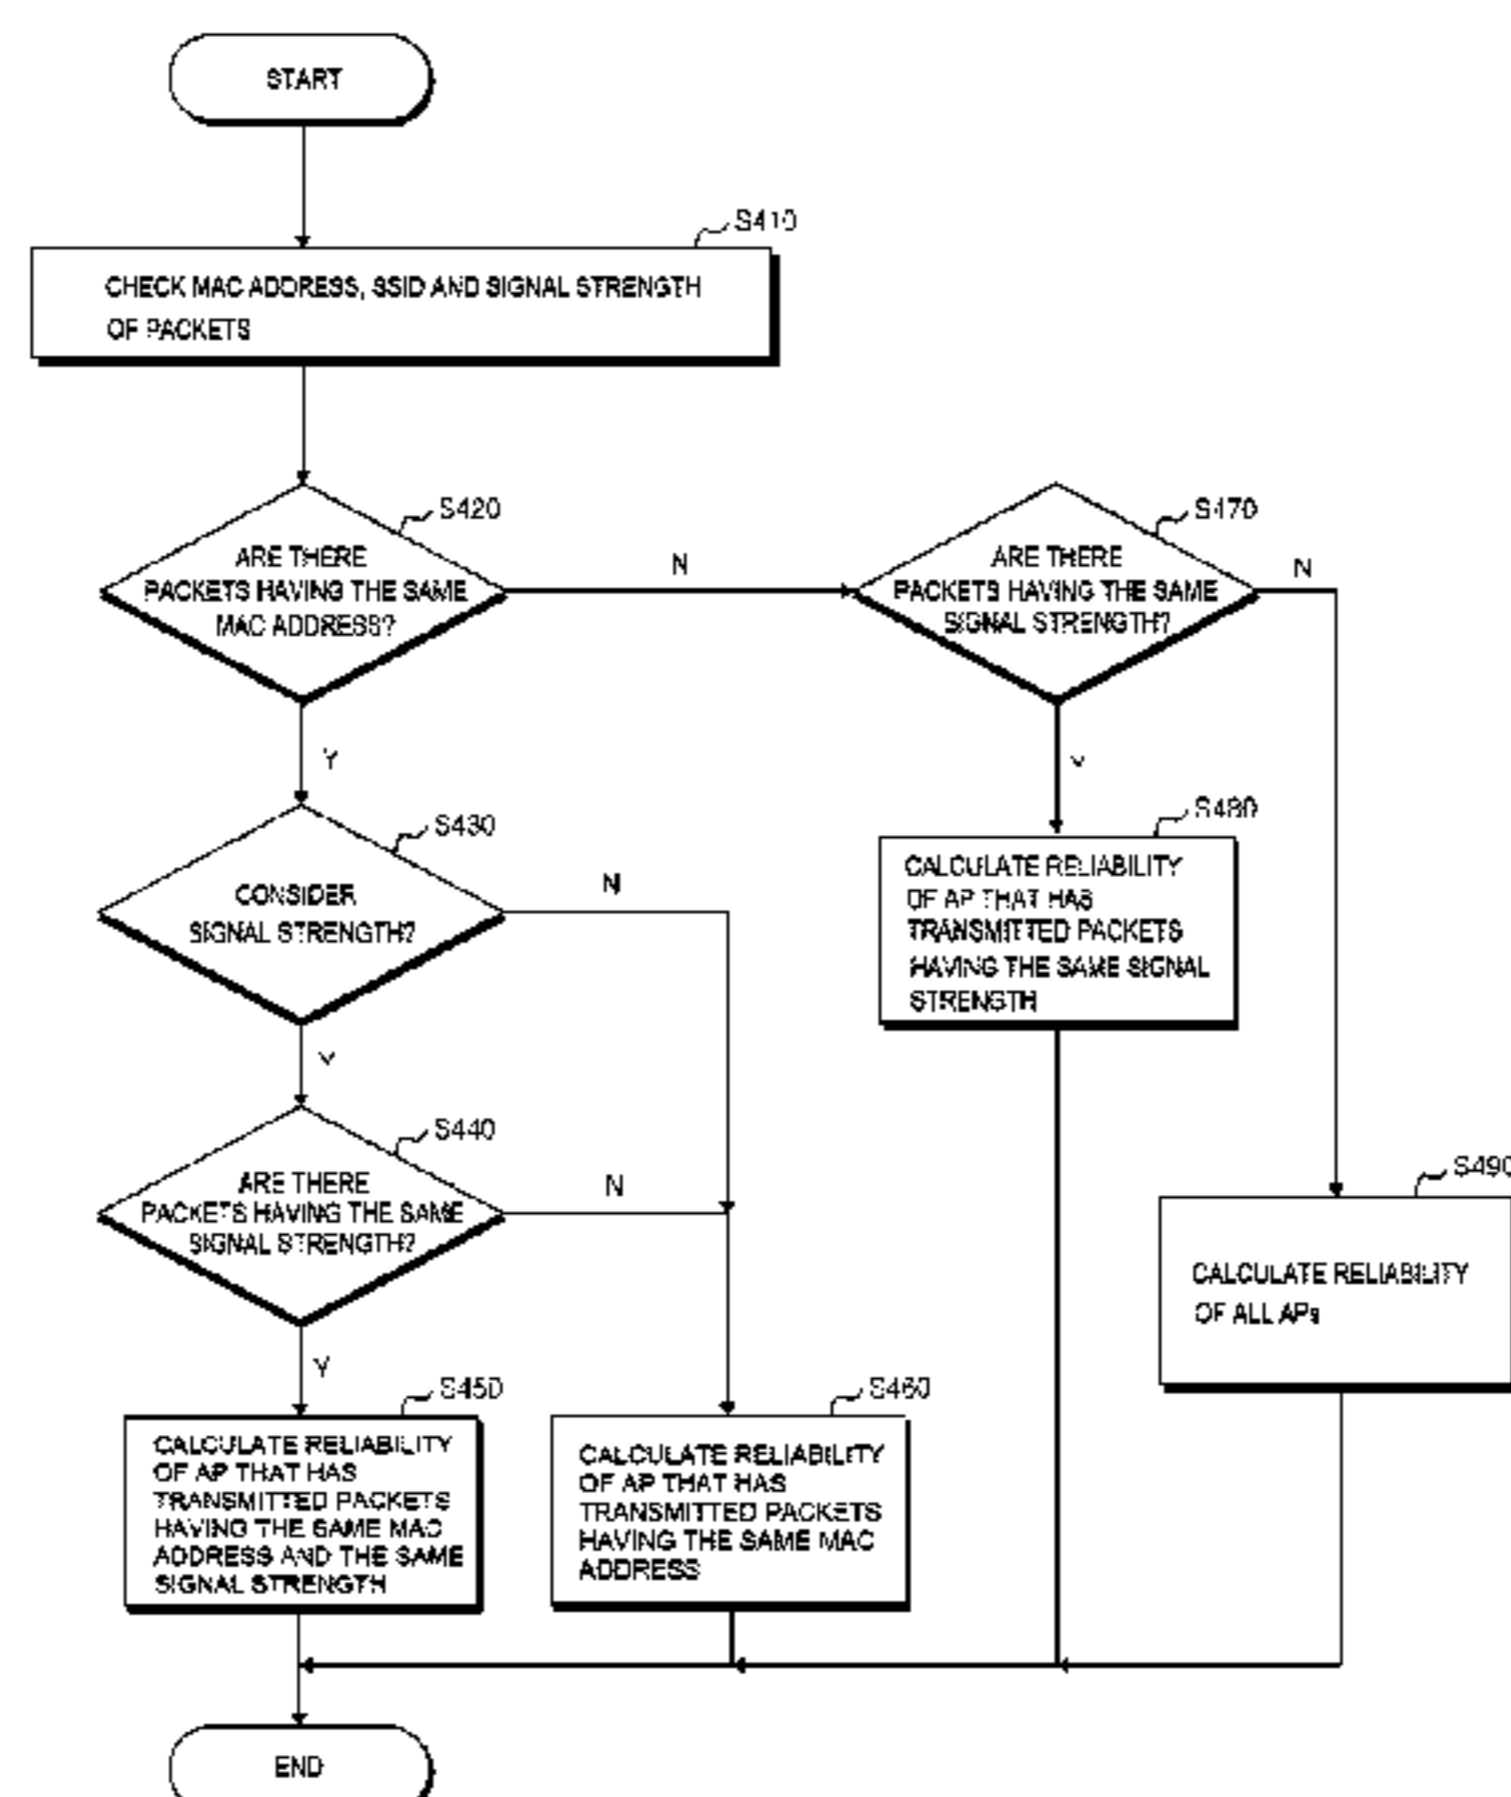 START
S410
CHECK MAC ADDRESS, SSID AND SIGNAL STRENGTH
OF PACKETS
S420
ARE THERE
PACKETS HAVING THE SAME
MAC ADDRESS?
N
S470
ARE THERE
PACKETS HAVING THE SAME
SIGNAL STRENGTH?
N
Y
Y
S430
CONSIDER
SIGNAL STRENGTH?
N
S480
CALCULATE RELIABILITY
OF AP THAT HAS
TRANSMITTED PACKETS
HAVING THE SAME SIGNAL
STRENGTH
Y
S440
ARE THERE
PACKETS HAVING THE SAME
SIGNAL STRENGTH?
N
S490
CALCULATE RELIABILITY
OF ALL APs
Y
S450
CALCULATE RELIABILITY
OF AP THAT HAS
TRANSMITTED PACKETS
HAVING THE SAME MAC
ADDRESS AND THE SAME
SIGNAL STRENGTH
S460
CALCULATE RELIABILITY
OF AP THAT HAS
TRANSMITTED PACKETS
HAVING THE SAME MAC
ADDRESS
END